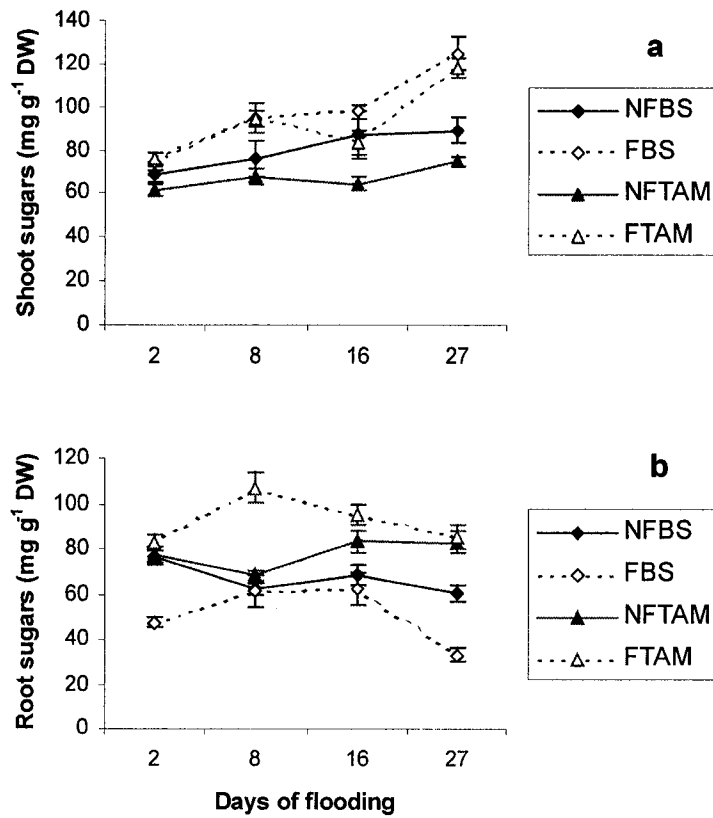 a
Shoot sugars (mg g⁻¹ DW)
140
120
100
80
60
40
20
0
2 8 16 27
NFBS
FBS
NFTAM
FTAM
b
Root sugars (mg g⁻¹ DW)
120
100
80
60
40
20
0
2 8 16 27
Days of flooding
NFBS
FBS
NFTAM
FTAM